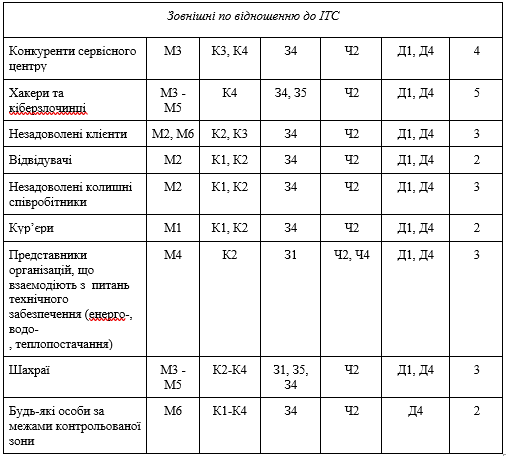 Зовнішні по відношенню до ІТС
Конкуренти сервісного центру М3 К3, К4 З4 Ч2 Д1, Д4 4
Хакери та кіберзлочинці М3 - М5 К4 З4, З5 Ч2 Д1, Д4 5
Незадоволені клієнти М2, М6 К2, К3 З4 Ч2 Д1, Д4 3
Відвідувачі М2 К1, К2 З4 Ч2 Д1, Д4 2
Незадоволені колишні співробітники М2 К1, К2 З4 Ч2 Д1, Д4 3
Кур’єри М1 К1, К2 З4 Ч2 Д1, Д4 2
Представники організацій, що взаємодіють з питань технічного забезпечення (енерго-, водо- , теплопостачання) М4 К2 З1 Ч2, Ч4 Д1, Д4 3
Шахраї М3 - М5 К2-К4 З1, З5, З4 Ч2 Д1, Д4 3
Будь-які особи за межами контрольованої зони М6 К1-К4 З4 Ч2 Д4 2